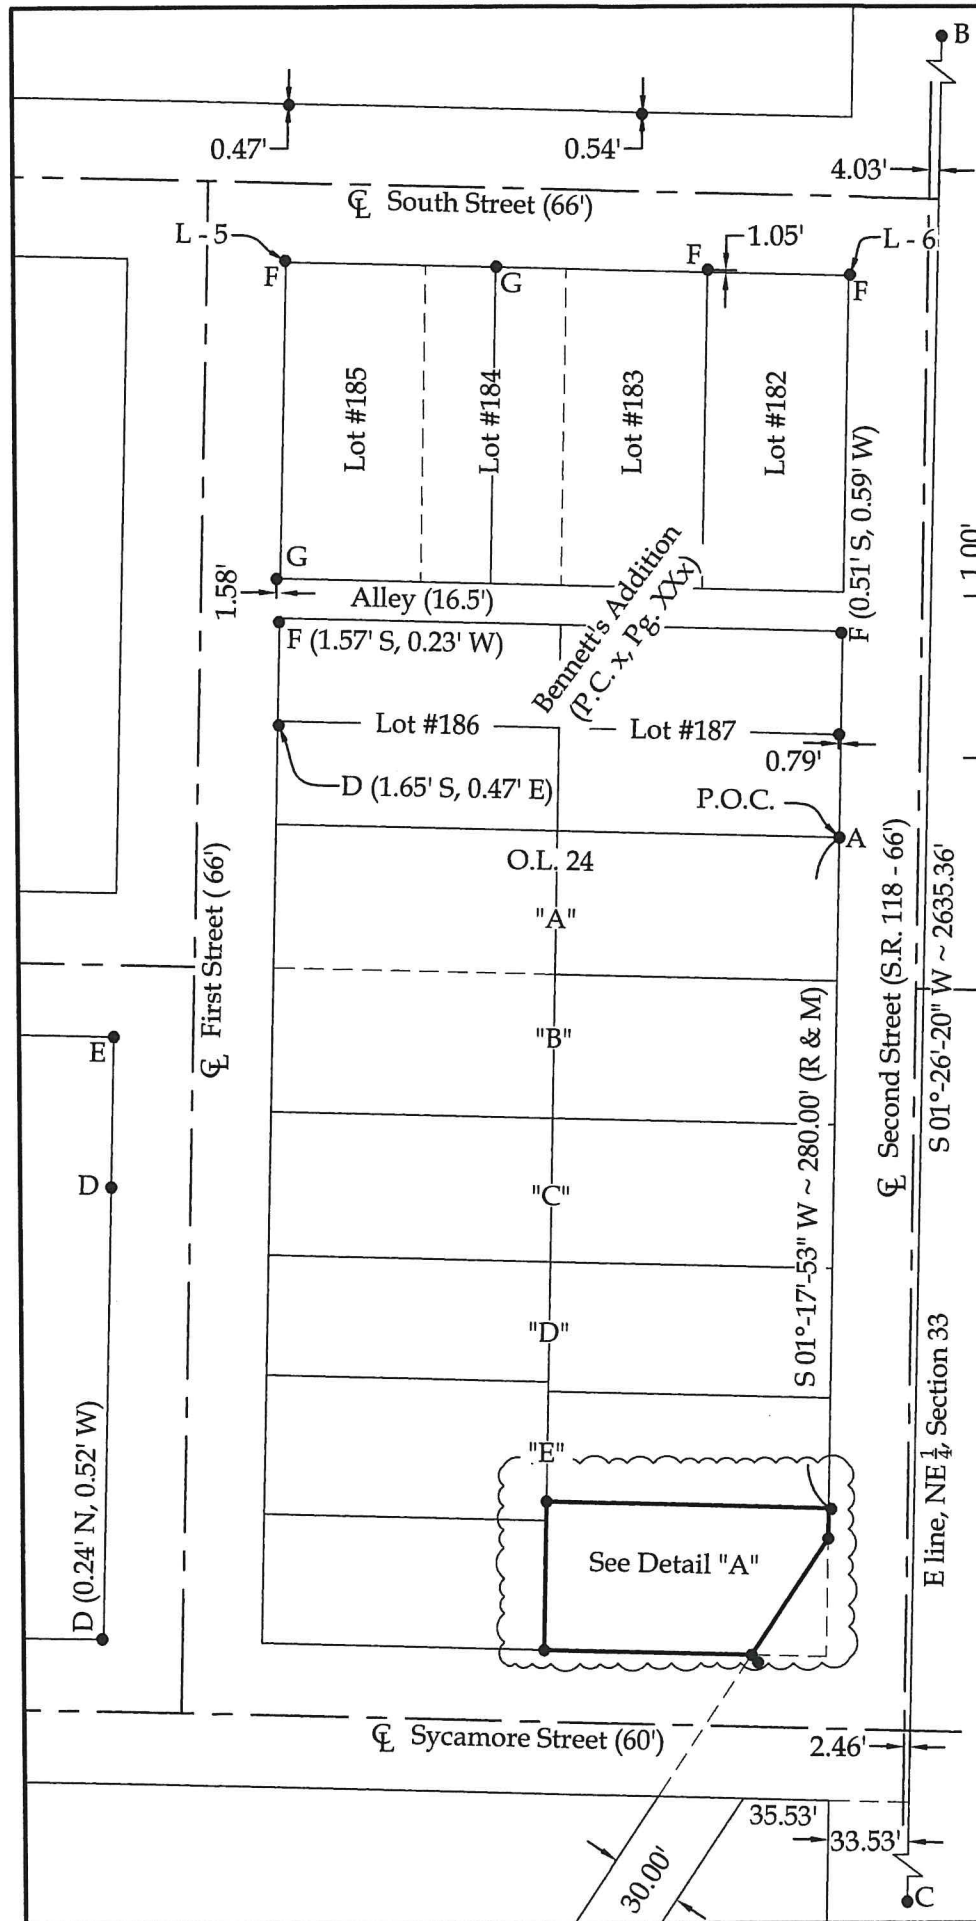 B
0.47'
0.54'
4.03'
℄ South Street (66')
L - 5
1.05'
L - 6
F
G
F
F
Lot #185
Lot #184
Lot #183
Lot #182
F (0.51' S, 0.59' W)
1.00'
G
1.58'
Alley (16.5')
Bennett's Addition
(P.C. x, Pg. XXx)
F (1.57' S, 0.23' W)
Lot #186
Lot #187
0.79'
D (1.65' S, 0.47' E)
P.O.C.
A
O.L. 24
"A"
℄ First Street ( 66')
℄ Second Street (S.R. 118 - 66')
S 01°-26'-20" W ~ 2635.36'
S 01°-17'-53" W ~ 280.00' (R & M)
"B"
E
D
"C"
"D"
D (0.24' N, 0.52' W)
"E"
E line, NE 1/4, Section 33
See Detail "A"
℄ Sycamore Street (60')
2.46'
35.53'
33.53'
30.00'
C